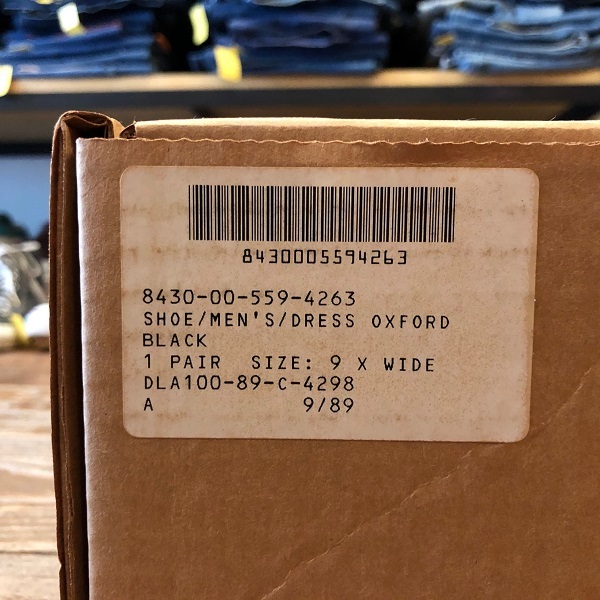 8430005594263
8430-00-559-4263
SHOE/MEN'S/DRESS OXFORD
BLACK
1 PAIR  SIZE: 9 X WIDE
DLA100-89-C-4298
A 9/89